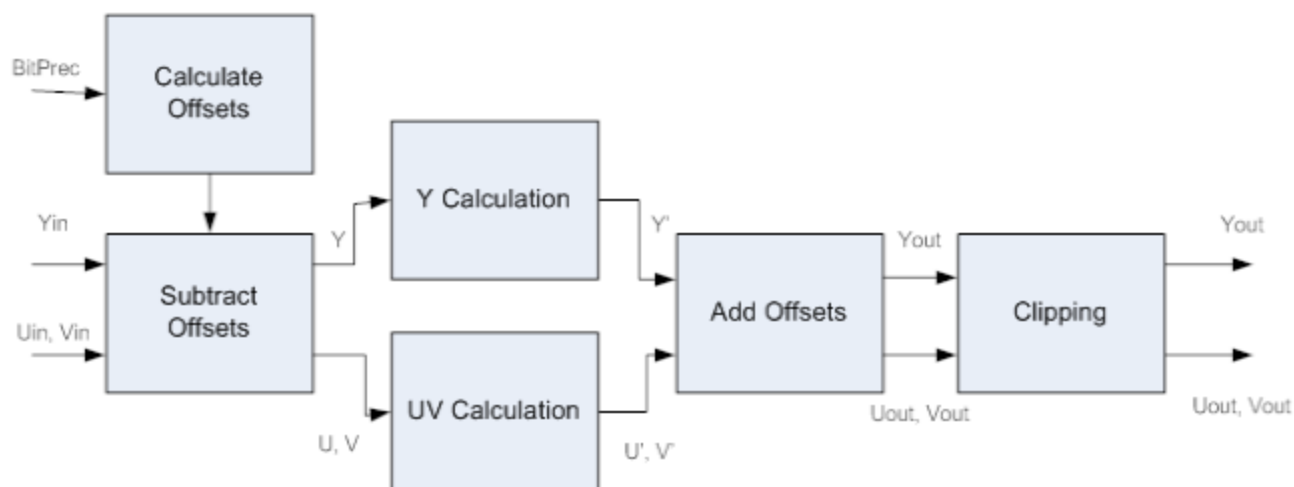 BitPrec
Calculate
Offsets
Yin
Uin, Vin
Subtract
Offsets
Y
U, V
Y Calculation
UV Calculation
Y'
U', V'
Add Offsets
Yout
Uout, Vout
Clipping
Yout
Uout, Vout